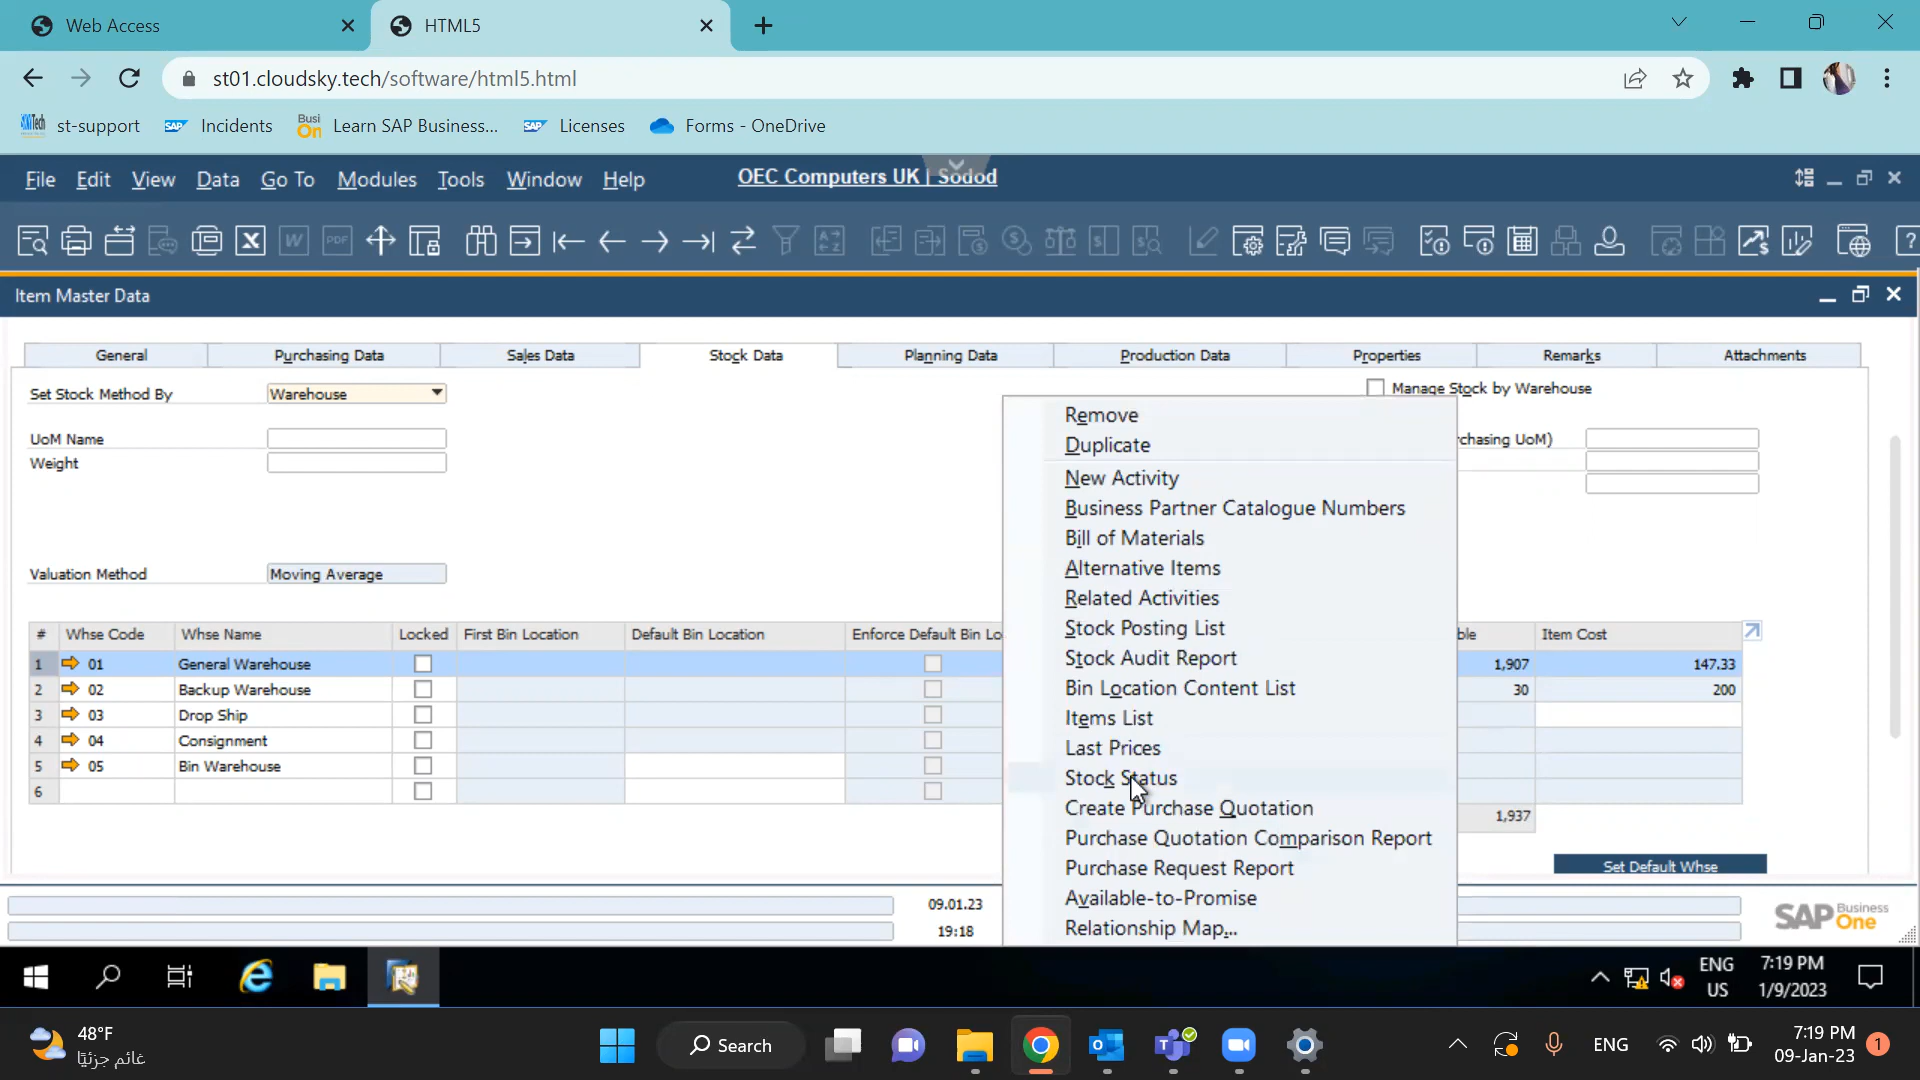 Web Access
HTML5
st01.cloudsky.tech/software/html5.html
st-support
SAP Incidents
Busi On Learn SAP Business...
SAP Licenses
Forms - OneDrive
File Edit View Data Go To Modules Tools Window Help
OEC Computers UK | Sodod
Item Master Data
General Purchasing Data Sales Data Stock Data Planning Data Production Data Properties Remarks Attachments
Set Stock Method By Warehouse
Manage Stock by Warehouse
UoM Name
rchasing UoM)
Weight
Valuation Method Moving Average
# Whse Code Whse Name Locked First Bin Location Default Bin Location Enforce Default Bin Lo
ble Item Cost
1 01 General Warehouse 1,907 147.33
2 02 Backup Warehouse 30 200
3 03 Drop Ship
4 04 Consignment
5 05 Bin Warehouse
6
1,937
Set Default Whse
Remove
Duplicate
New Activity
Business Partner Catalogue Numbers
Bill of Materials
Alternative Items
Related Activities
Stock Posting List
Stock Audit Report
Bin Location Content List
Items List
Last Prices
Stock Status
Create Purchase Quotation
Purchase Quotation Comparison Report
Purchase Request Report
Available-to-Promise
Relationship Map...
09.01.23
19:18
SAP Business One
ENG
US
7:19 PM
1/9/2023
48°F
غائم جزئيًا
Search
ENG
7:19 PM
09-Jan-23
1